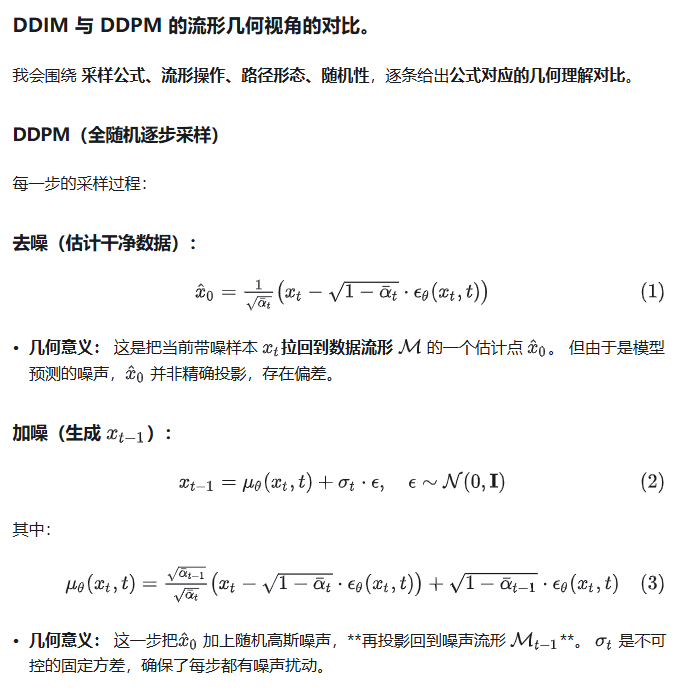 DDIM 与 DDPM 的流形几何视角的对比。
我会围绕 采样公式、流形操作、路径形态、随机性，逐条给出公式对应的几何理解对比。
DDPM（全随机逐步采样）
每一步的采样过程：
去噪（估计干净数据）：
$\hat{x}_0 = \frac{1}{\sqrt{\bar{\alpha}_t}} \left( x_t - \sqrt{1 - \bar{\alpha}_t} \cdot \epsilon_\theta(x_t, t) \right)$ (1)
• 几何意义： 这是把当前带噪样本 $x_t$ 拉回到数据流形 $\mathcal{M}$ 的一个估计点 $\hat{x}_0$。 但由于是模型
预测的噪声，$\hat{x}_0$ 并非精确投影，存在偏差。
加噪（生成 $x_{t-1}$）：
$x_{t-1} = \mu_\theta(x_t, t) + \sigma_t \cdot \epsilon, \quad \epsilon \sim \mathcal{N}(0, \mathbf{I})$ (2)
其中：
$\mu_\theta(x_t, t) = \frac{\sqrt{\bar{\alpha}_{t-1}}}{\sqrt{\bar{\alpha}_t}} \left( x_t - \sqrt{1 - \bar{\alpha}_t} \cdot \epsilon_\theta(x_t, t) \right) + \sqrt{1 - \bar{\alpha}_{t-1}} \cdot \epsilon_\theta(x_t, t)$ (3)
• 几何意义： 这一步把$\hat{x}_0$ 加上随机高斯噪声，**再投影回到噪声流形 $\mathcal{M}_{t-1}$**。 $\sigma_t$ 是不可
控的固定方差，确保了每步都有噪声扰动。